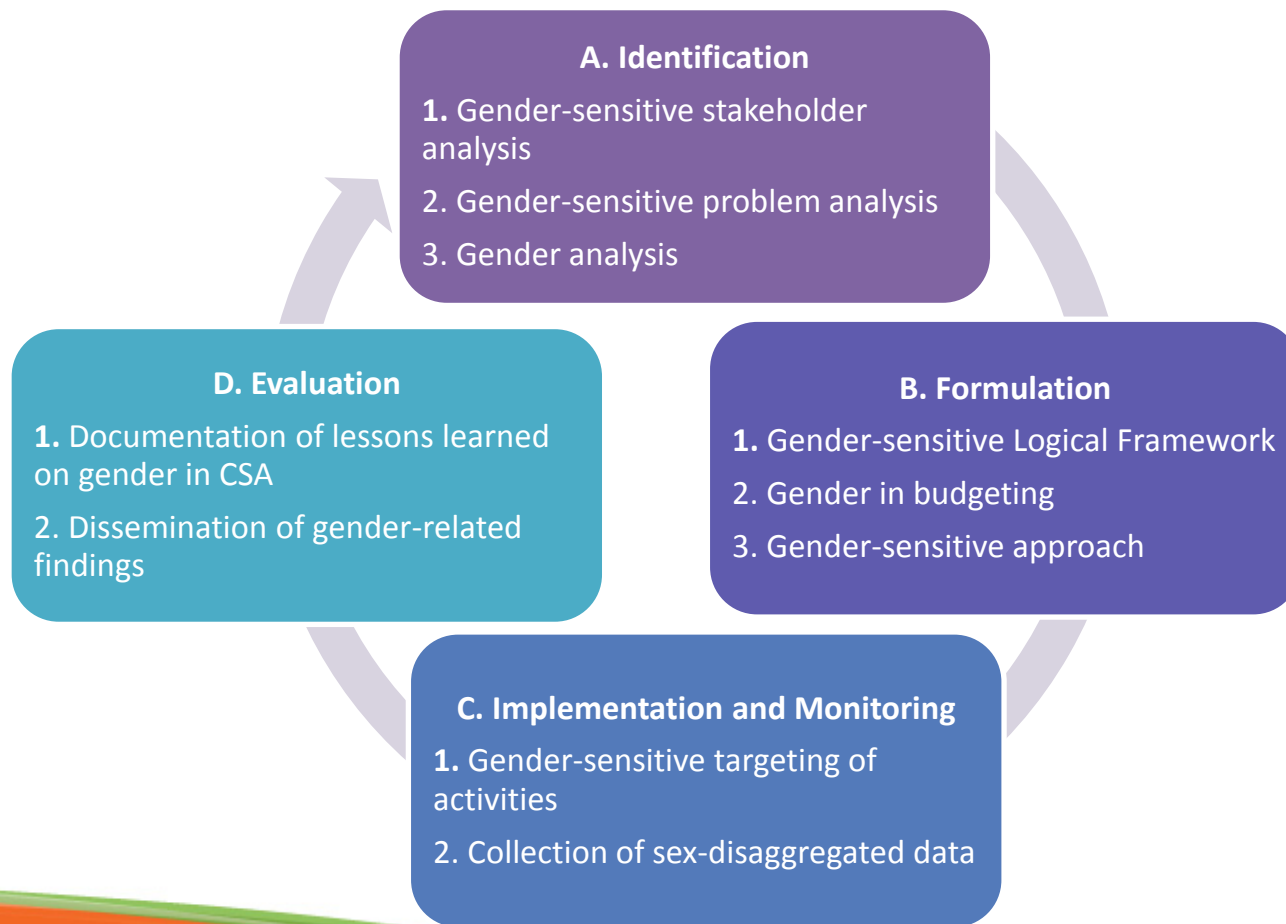 A. Identification
1. Gender-sensitive stakeholder
analysis
2. Gender-sensitive problem analysis
3. Gender analysis
B. Formulation
1. Gender-sensitive Logical Framework
2. Gender in budgeting
3. Gender-sensitive approach
C. Implementation and Monitoring
1. Gender-sensitive targeting of
activities
2. Collection of sex-disaggregated data
D. Evaluation
1. Documentation of lessons learned
on gender in CSA
2. Dissemination of gender-related
findings